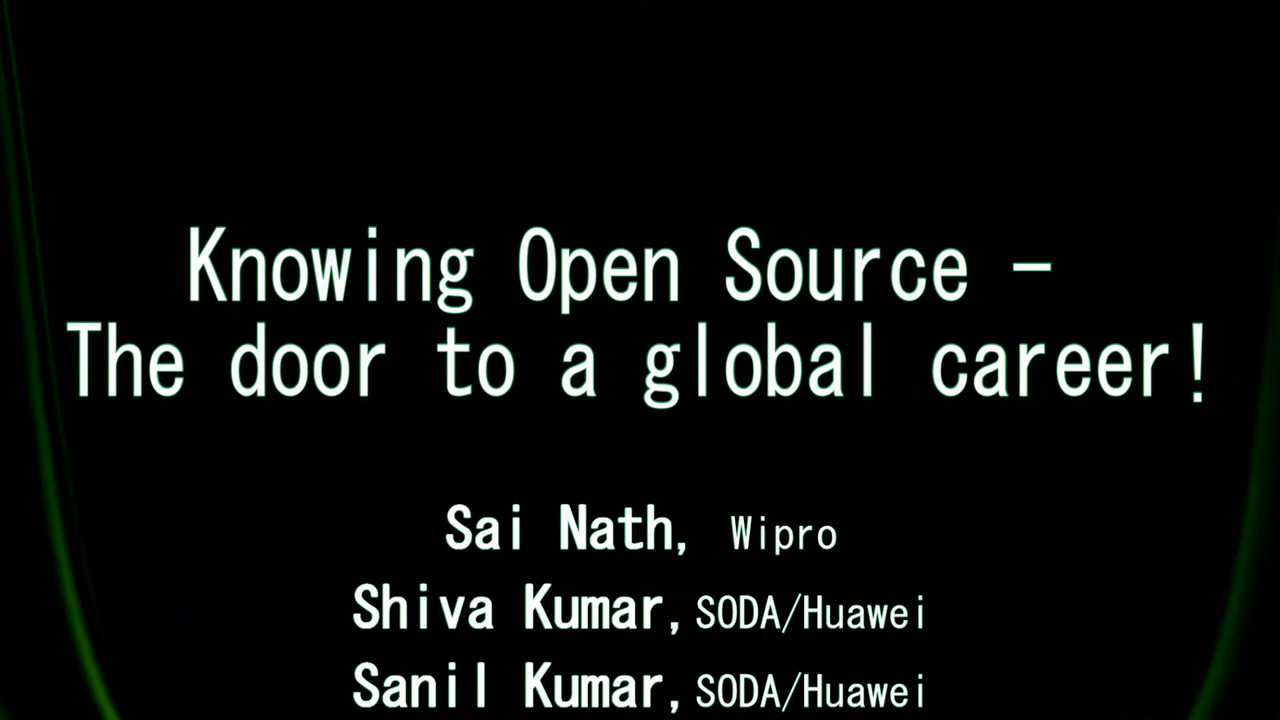 Knowing Open Source -
The door to a global career!
Sai Nath, Wipro
Shiva Kumar, SODA/Huawei
Sanil Kumar, SODA/Huawei